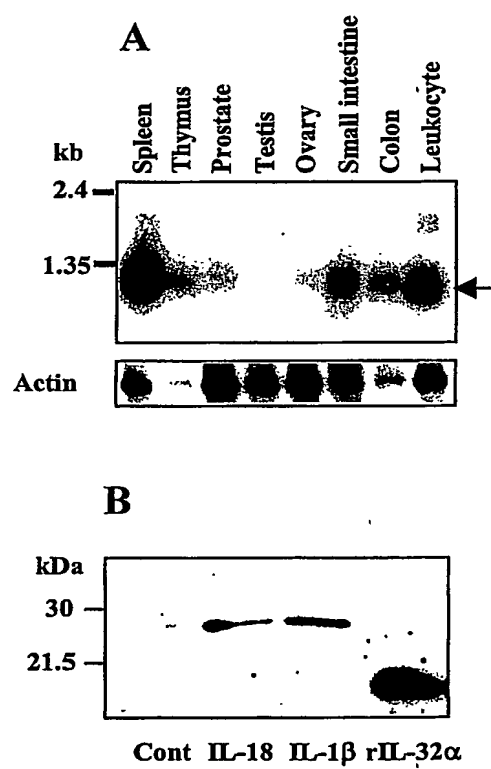 A
Spleen Thymus Prostate Testis Ovary Small intestine Colon Leukocyte
kb
2.4
1.35
Actin
B
kDa
30
21.5
Cont IL-18 IL-1β rIL-32α